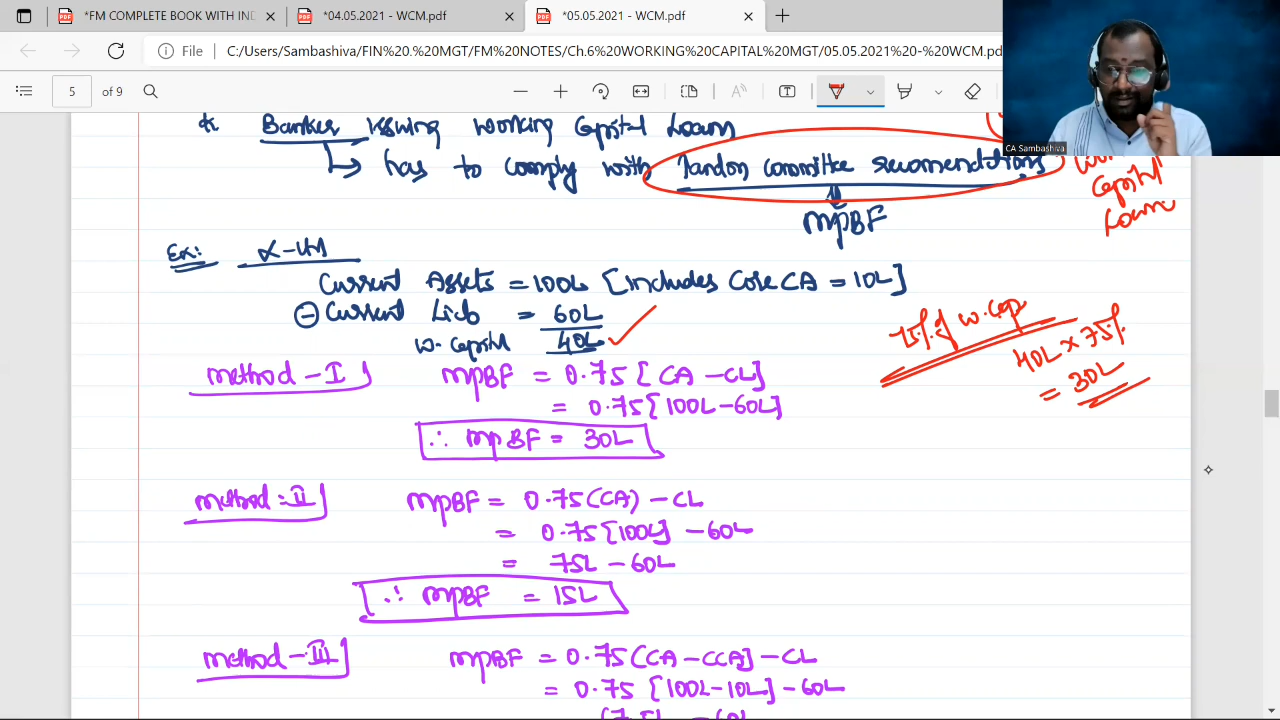 *FM COMPLETE BOOK WITH IND
*04.05.2021 - WCM.pdf
*05.05.2021 - WCM.pdf
File C:/Users/Sambashiva/FIN%20.%20MGT/FM%20NOTES/Ch.6%20WORKING%20CAPITAL%20MGT/05.05.2021%20-%20WCM.pd
5 of 9
CA Sambashiva
* Banker issuing working Capital Loan
has to comply with Tandon committee recomendations
Capital
Loans
MPBF
Ex: X-Ltd
Current Assets = 100L [includes Core CA = 10L]
⊖ Current Liab = 60L
w. capital 40L
75% of w.cap
40L x 75%
= 30L
method - I MPBF = 0.75 [CA - CL]
= 0.75 [100L - 60L]
∴ MPBF = 30L
method : II MPBF = 0.75 (CA) - CL
= 0.75 [100L] - 60L
= 75L - 60L
∴ MPBF = 15L
method - III MPBF = 0.75 (CA - CCA] - CL
= 0.75 [100L - 10L] - 60L